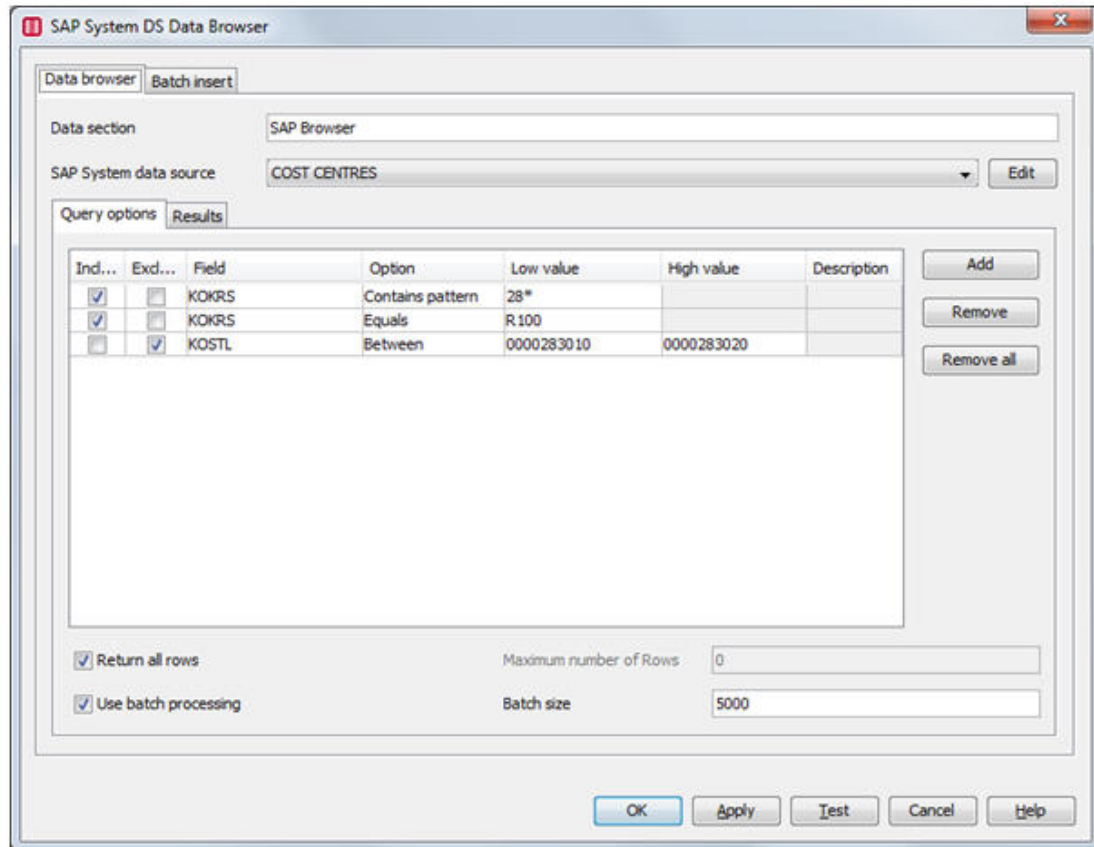 SAP System DS Data Browser
Data browser Batch insert
Data section SAP Browser
SAP System data source COST CENTRES Edit
Query options Results
Ind... Exd... Field Option Low value High value Description Add
KOKRS Contains pattern 28*
KOKRS Equals R100 Remove
KOSTL Between 0000283010 0000283020
Remove all
Return all rows Maximum number of Rows 0
Use batch processing Batch size 5000
OK Apply Test Cancel Help